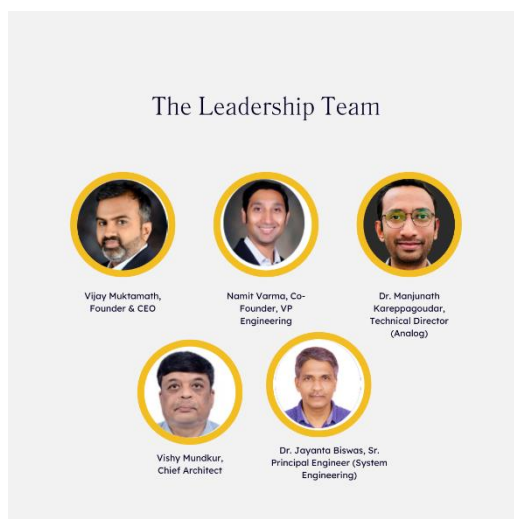 The Leadership Team
Vijay Muktamath,
Founder & CEO
Namit Varma, Co-
Founder, VP
Engineering
Dr. Manjunath
Kareppagoudar,
Technical Director
(Analog)
Vishy Mundkur,
Chief Architect
Dr. Jayanta Biswas, Sr.
Principal Engineer (System
Engineering)